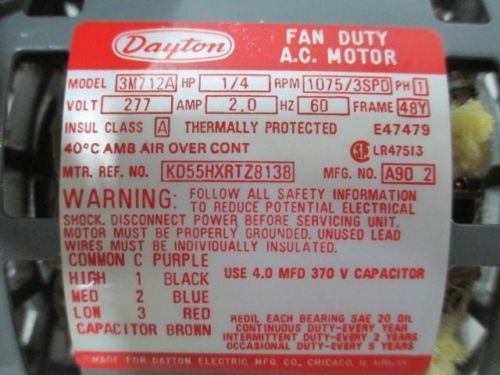 Dayton FAN DUTY
A.C. MOTOR
MODEL 3M712A HP 1/4 RPM 1075/3SPD PH 1
VOLT 277 AMP 2.0 HZ 60 FRAME 48Y
INSUL CLASS A THERMALLY PROTECTED E47479
40°C AMB AIR OVER CONT SA LR47513
MTR. REF. NO. KD55HXRTZ8138 MFG. NO. A90 2
WARNING: FOLLOW ALL SAFETY INFORMATION
TO REDUCE POTENTIAL ELECTRICAL
SHOCK. DISCONNECT POWER BEFORE SERVICING UNIT.
MOTOR MUST BE PROPERLY GROUNDED. UNUSED LEAD
WIRES MUST BE INDIVIDUALLY INSULATED.
COMMON C PURPLE
HIGH 1 BLACK USE 4.0 MFD 370 V CAPACITOR
MED 2 BLUE
LOW 3 RED REOIL EACH BEARING SAE 20 OIL
CAPACITOR BROWN CONTINUOUS DUTY-EVERY YEAR
INTERMITTENT DUTY-EVERY 2 YEARS
OCCASIONAL DUTY-EVERY 5 YEARS
MADE FOR DAYTON ELECTRIC MFG. CO., CHICAGO, IL